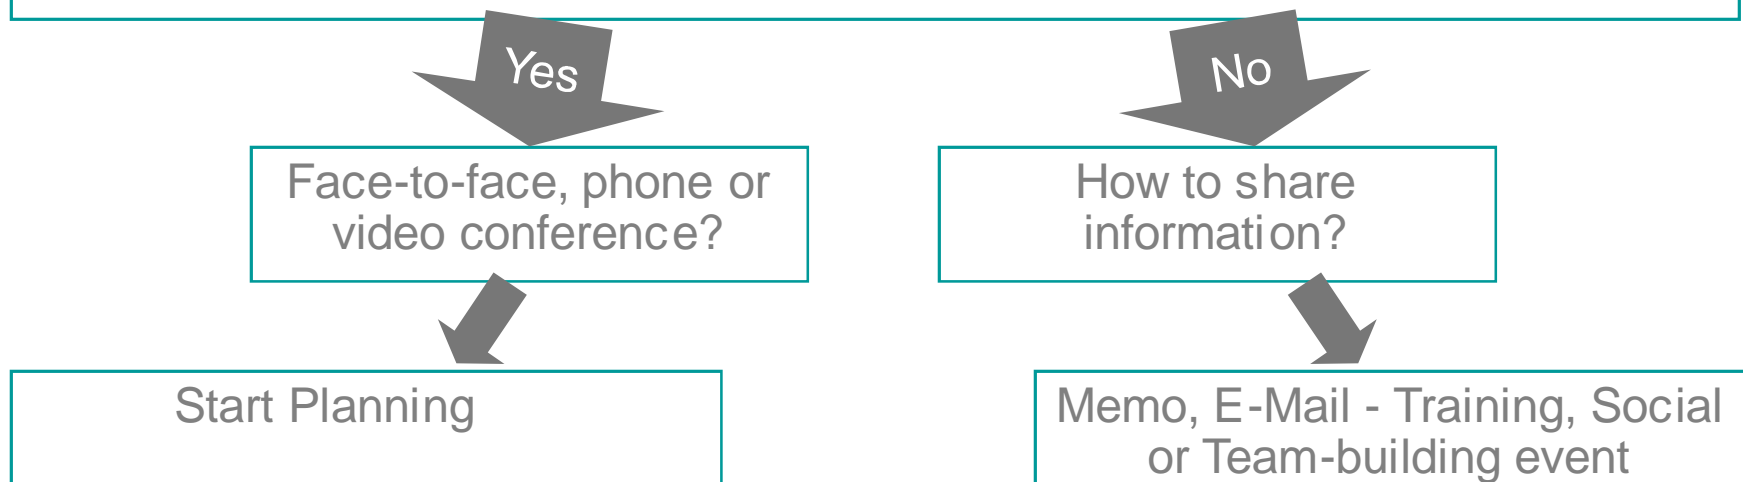 Yes
No
Face-to-face, phone or
video conference?
How to share
information?
Start Planning
Memo, E-Mail - Training, Social
or Team-building event